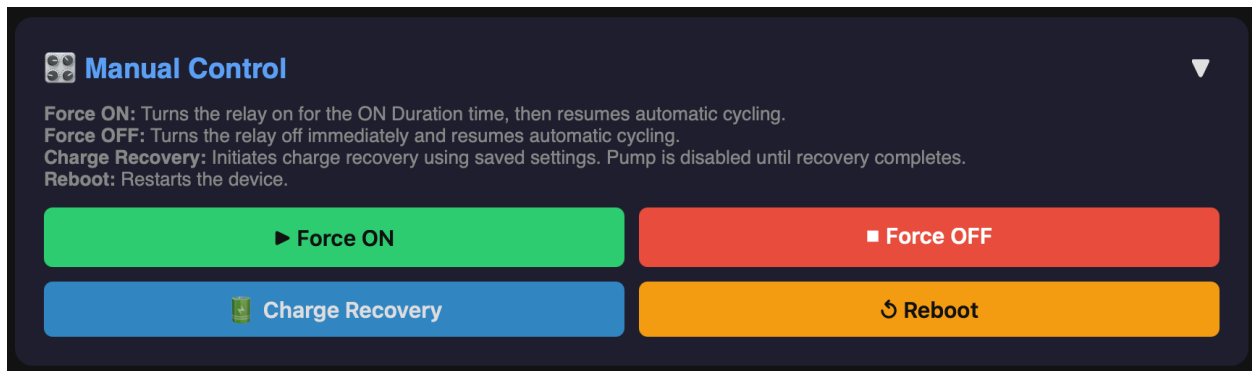 🎛️ Manual Control ▼
Force ON: Turns the relay on for the ON Duration time, then resumes automatic cycling.
Force OFF: Turns the relay off immediately and resumes automatic cycling.
Charge Recovery: Initiates charge recovery using saved settings. Pump is disabled until recovery completes.
Reboot: Restarts the device.
▶ Force ON
■ Force OFF
🔋 Charge Recovery
↺ Reboot